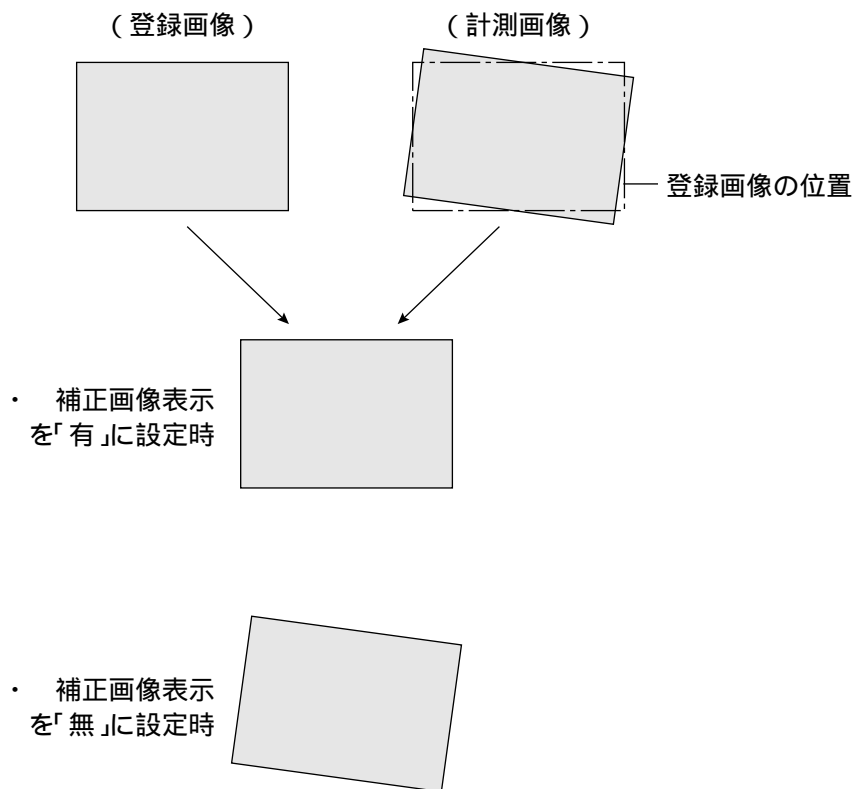 （登録画像）
（計測画像）
登録画像の位置
・ 補正画像表示
を「有」に設定時
・ 補正画像表示
を「無」に設定時